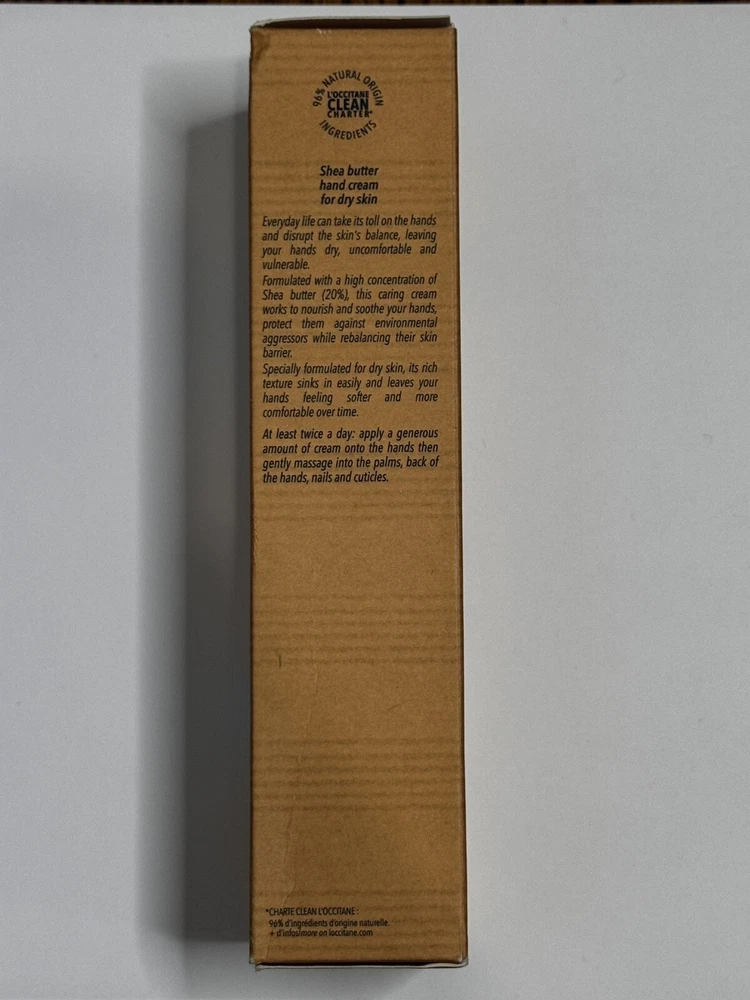 96% NATURAL ORIGIN
L'OCCITANE
CLEAN
CHARTER*
INGREDIENTS
Shea butter
hand cream
for dry skin
Everyday life can take its toll on the hands
and disrupt the skin's balance, leaving
your hands dry, uncomfortable and
vulnerable.
Formulated with a high concentration of
Shea butter (20%), this caring cream
works to nourish and soothe your hands,
protect them against environmental
aggressors while rebalancing their skin
barrier.
Specially formulated for dry skin, its rich
texture sinks in easily and leaves your
hands feeling softer and more
comfortable over time.
At least twice a day: apply a generous
amount of cream onto the hands then
gently massage into the palms, back of
the hands, nails and cuticles.
*CHARTE CLEAN L'OCCITANE :
96% d'ingrédients d'origine naturelle.
+ d'infos/more on loccitane.com